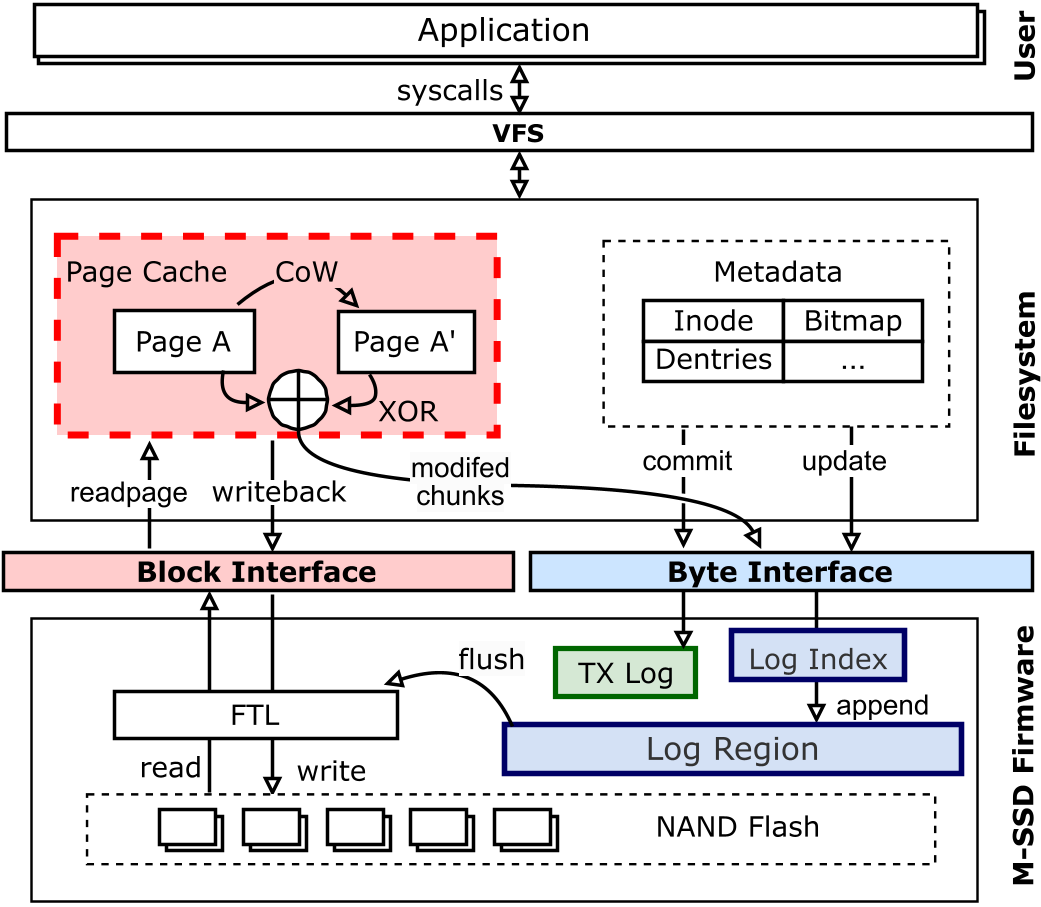 Application
User
syscalls
VFS
Page Cache
CoW
Page A
Page A'
XOR
Metadata
Inode
Bitmap
Dentries
...
Filesystem
readpage
writeback
modifed
chunks
commit
update
Block Interface
Byte Interface
flush
TX Log
Log Index
append
FTL
Log Region
read
write
NAND Flash
M-SSD Firmware